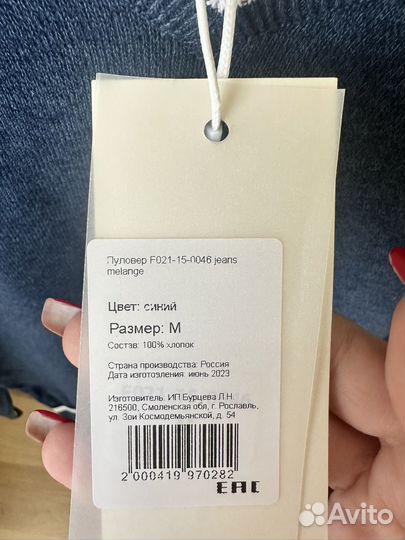 Пуловер F021-15-0046 jeans
melange
Цвет: синий
Размер: M
Состав: 100% хлопок
Страна производства: Россия
Дата изготовления: июнь 2023
Изготовитель: ИП Бурцева Л.Н.
216500, Смоленская обл, г. Рославль,
ул. Зои Космодемьянской, д. 54
2 000419 970282
EAC
Avito